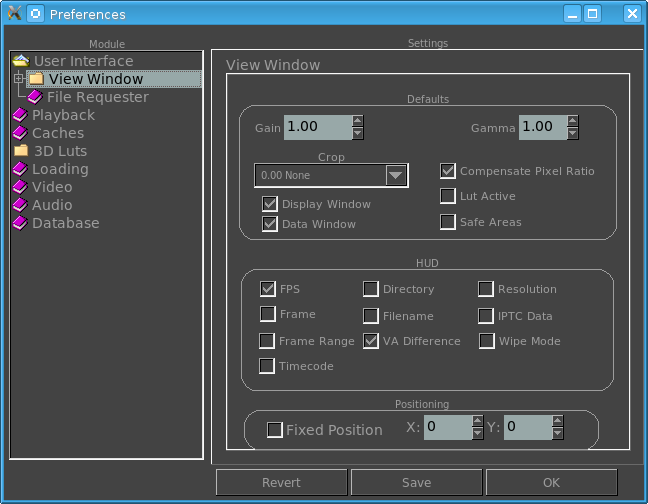 Preferences
Module
User Interface
View Window
File Requester
Playback
Caches
3D Luts
Loading
Video
Audio
Database
Settings
View Window
Defaults
Gain 1.00
Gamma 1.00
Crop
0.00 None
Display Window
Data Window
Compensate Pixel Ratio
Lut Active
Safe Areas
HUD
FPS Directory Resolution
Frame Filename IPTC Data
Frame Range VA Difference Wipe Mode
Timecode
Positioning
Fixed Position X: 0 Y: 0
Revert Save OK